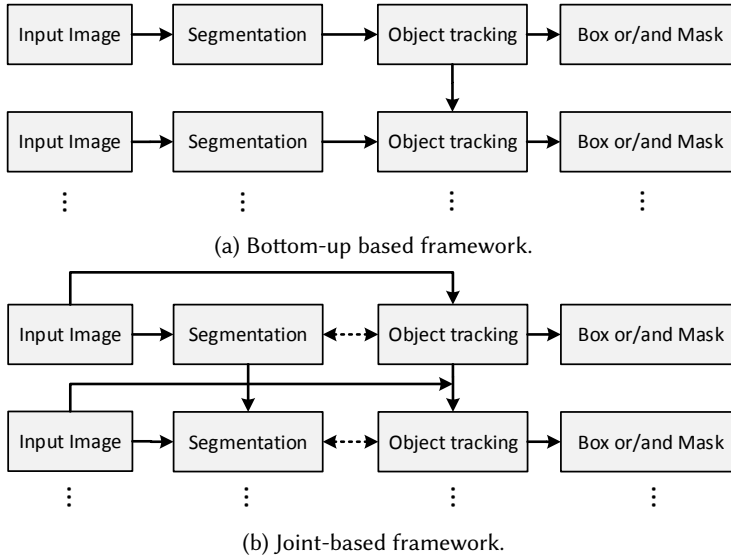 Input Image Segmentation Object tracking Box or/and Mask
Input Image Segmentation Object tracking Box or/and Mask
(a) Bottom-up based framework.
Input Image Segmentation Object tracking Box or/and Mask
Input Image Segmentation Object tracking Box or/and Mask
(b) Joint-based framework.